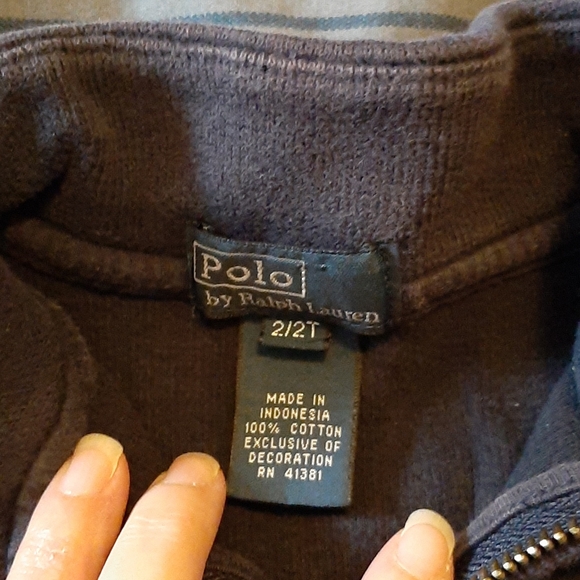 Polo
by Ralph Lauren
2/2T
MADE IN
INDONESIA
100% COTTON
EXCLUSIVE OF
DECORATION
RN 41381